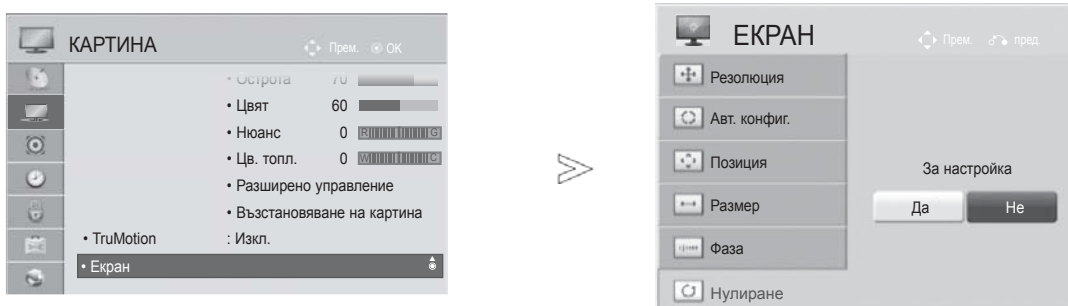 КАРТИНА
Прем. OK
• Острота 70
• Цвят 60
• Нюанс 0 R G
• Цв. топл. 0 W C
• Разширено управление
• Възстановяване на картина
• TruMotion : Изкл.
• Екран
ЕКРАН
Прем. пред.
Резолюция
Авт. конфиг.
Позиция
Размер
Фаза
Нулиране
За настройка
Да Не